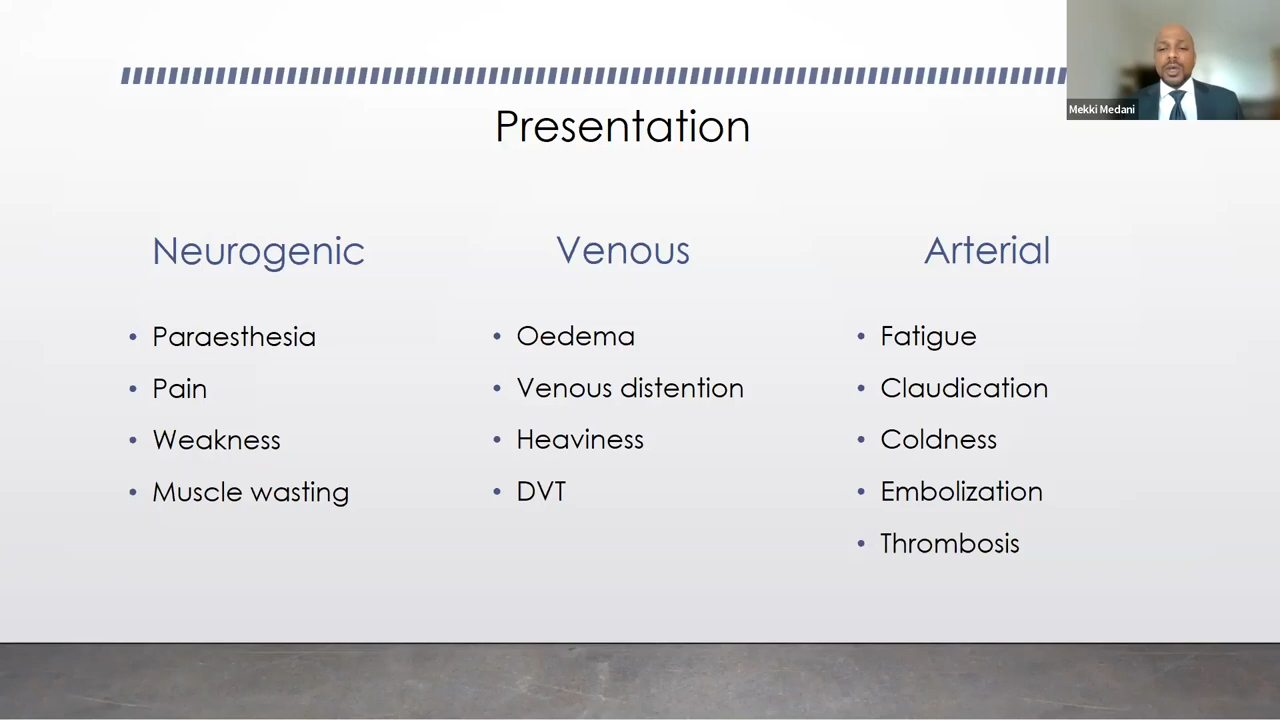 Mekki Medani
Presentation
Neurogenic
Paraesthesia
Pain
Weakness
Muscle wasting
Venous
Oedema
Venous distention
Heaviness
DVT
Arterial
Fatigue
Claudication
Coldness
Embolization
Thrombosis